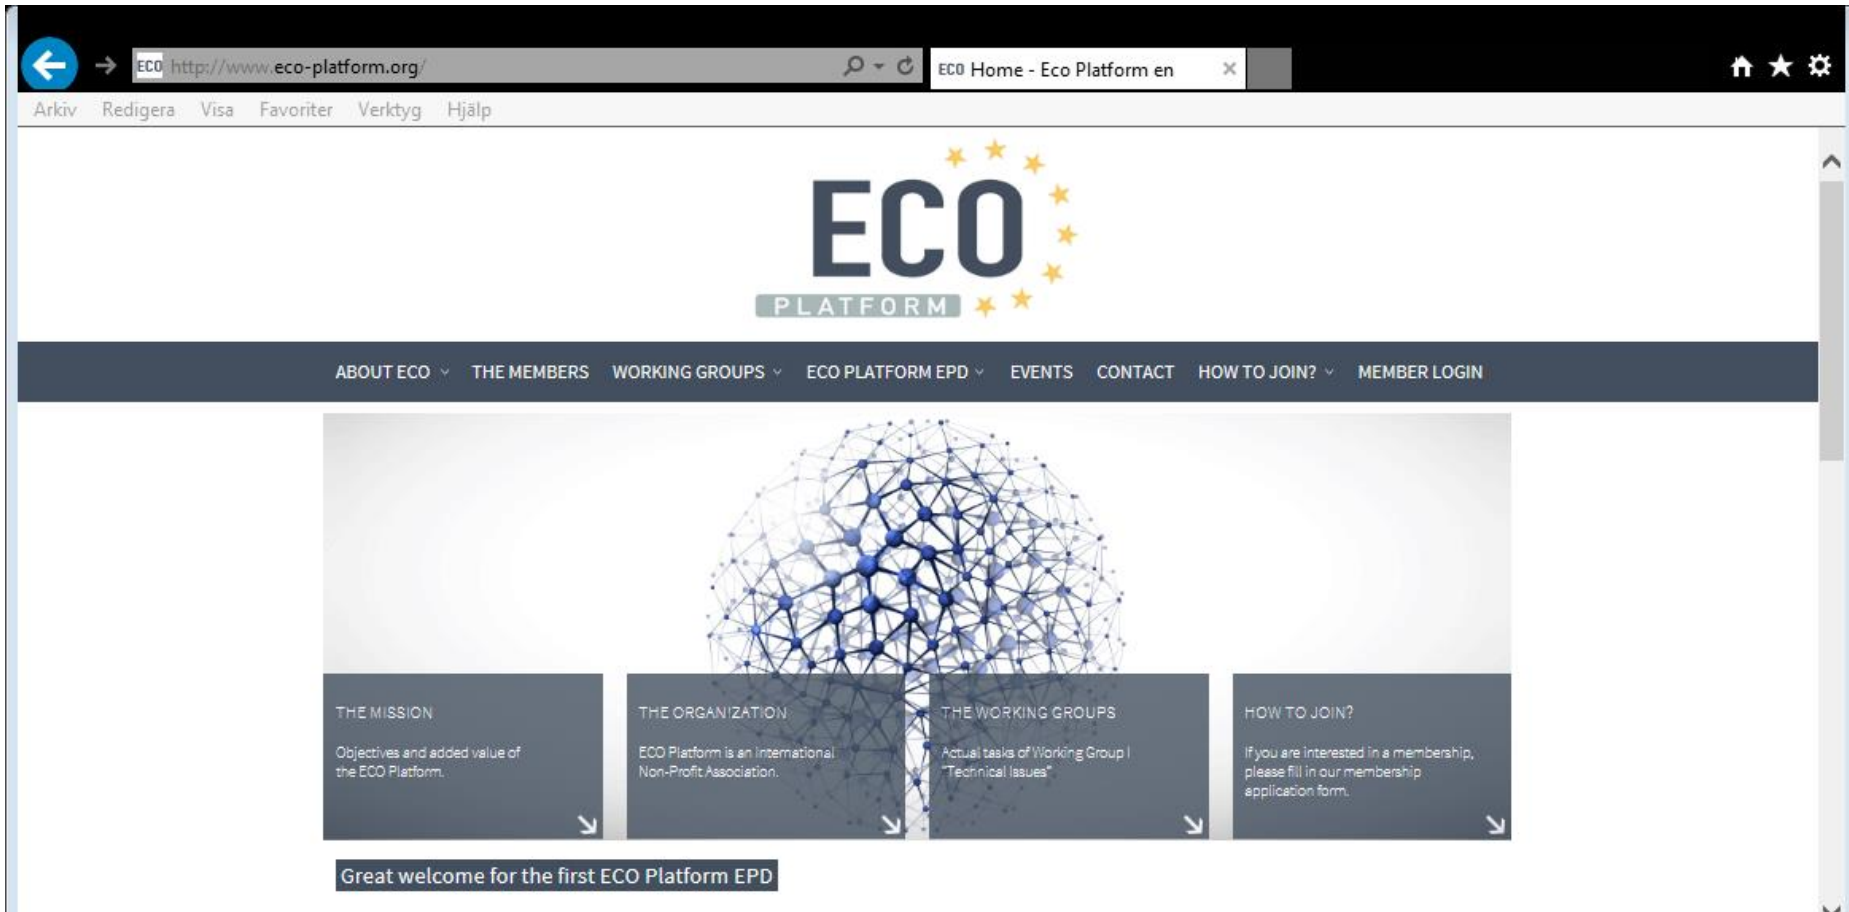 ECO http://www.eco-platform.org/
ECO Home - Eco Platform en
Arkiv Redigera Visa Favoriter Verktyg Hjälp
ECO
PLATFORM
ABOUT ECO THE MEMBERS WORKING GROUPS ECO PLATFORM EPD EVENTS CONTACT HOW TO JOIN? MEMBER LOGIN
THE MISSION
Objectives and added value of
the ECO Platform.
THE ORGANIZATION
ECO Platform is an International
Non-Profit Association.
THE WORKING GROUPS
Actual tasks of Working Group I
"Technical Issues".
HOW TO JOIN?
If you are interested in a membership,
please fill in our membership
application form.
Great welcome for the first ECO Platform EPD